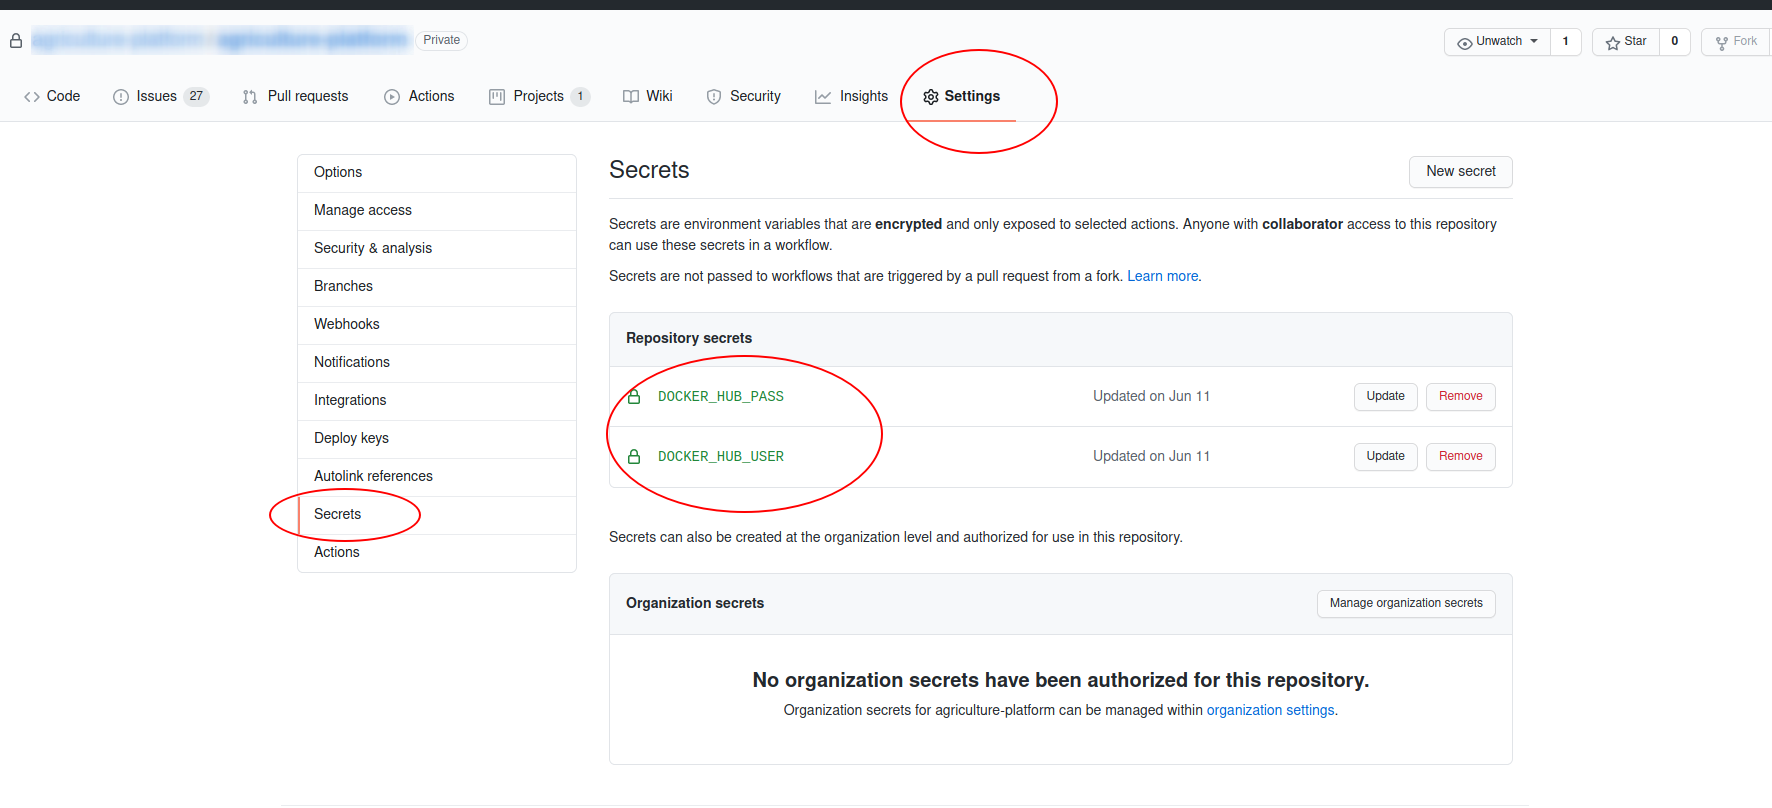 Private
Unwatch 1
Star 0
Fork
Code
Issues 27
Pull requests
Actions
Projects 1
Wiki
Security
Insights
Settings
Options
Manage access
Security & analysis
Branches
Webhooks
Notifications
Integrations
Deploy keys
Autolink references
Secrets
Actions
Secrets
New secret
Secrets are environment variables that are encrypted and only exposed to selected actions. Anyone with collaborator access to this repository
can use these secrets in a workflow.
Secrets are not passed to workflows that are triggered by a pull request from a fork. Learn more.
Repository secrets
DOCKER_HUB_PASS Updated on Jun 11 Update Remove
DOCKER_HUB_USER Updated on Jun 11 Update Remove
Secrets can also be created at the organization level and authorized for use in this repository.
Organization secrets
Manage organization secrets
No organization secrets have been authorized for this repository.
Organization secrets for agriculture-platform can be managed within organization settings.